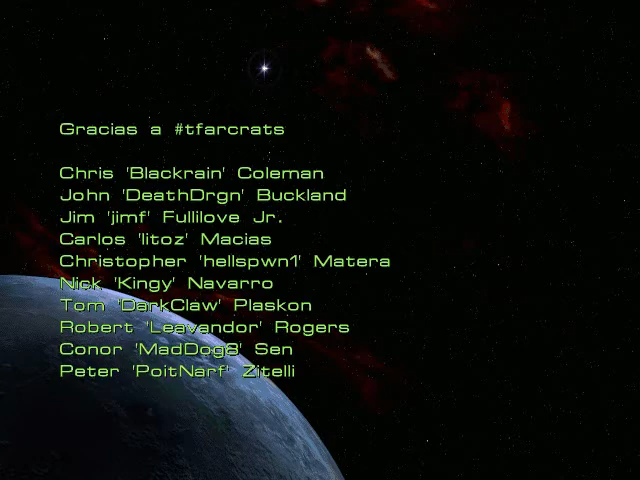 Gracias a #tfarcrats
Chris 'Blackrain' Coleman
John 'DeathDrgn' Buckland
Jim 'jimf' Fullilove Jr.
Carlos 'litoz' Macias
Christopher 'hellspwn1' Matera
Nick 'Kingy' Navarro
Tom 'DarkClaw' Plaskon
Robert 'Leavandor' Rogers
Conor 'MadDog8' Sen
Peter 'PoitNarf' Zitelli